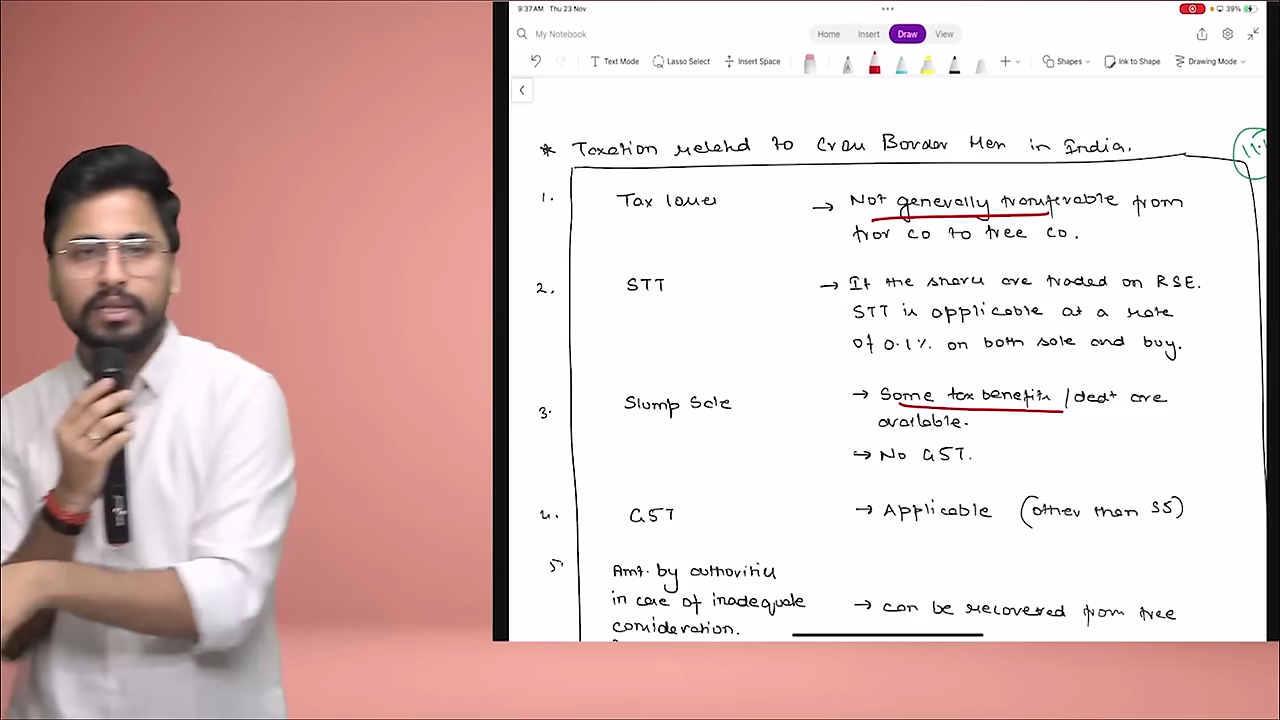 9:37 AM Thu 23 Nov
39%
My Notebook
Home Insert Draw View
Text Mode Lasso Select Insert Space Shapes Ink to Shape Drawing Mode
* Taxation related to Cross Border Mer in India.
1. Tax losses → Not generally transferable from
tror co to tree co.
2. STT → If the shares are traded on RSE.
STT is applicable at a rate
of 0.1%. on both sale and buy.
3. Slump Sale → Some tax benefits / dedⁿ are
available.
→ No GST.
4. GST → Applicable (other than SS)
5. Amt. by authorities
in case of inadequate → can be recovered from tree
consideration.